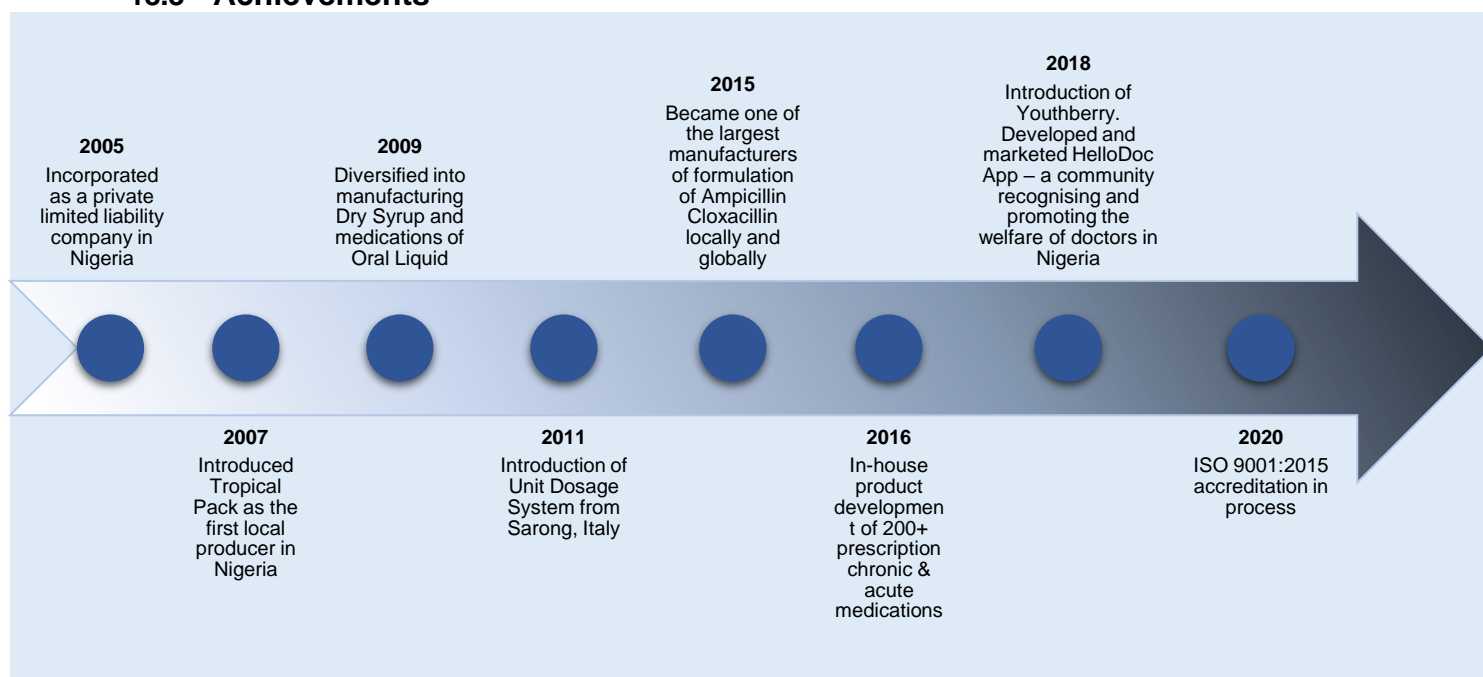 Achievements
2005
Incorporated
as a private
limited liability
company in
Nigeria
2007
Introduced
Tropical
Pack as the
first local
producer in
Nigeria
2009
Diversified into
manufacturing
Dry Syrup and
medications of
Oral Liquid
2011
Introduction of
Unit Dosage
System from
Sarong, Italy
2015
Became one of
the largest
manufacturers
of formulation
of Ampicillin
Cloxacillin
locally and
globally
2016
In-house
product
developmen
t of 200+
prescription
chronic &
acute
medications
2018
Introduction of
Youthberry.
Developed and
marketed HelloDoc
App – a community
recognising and
promoting the
welfare of doctors in
Nigeria
2020
ISO 9001:2015
accreditation in
process